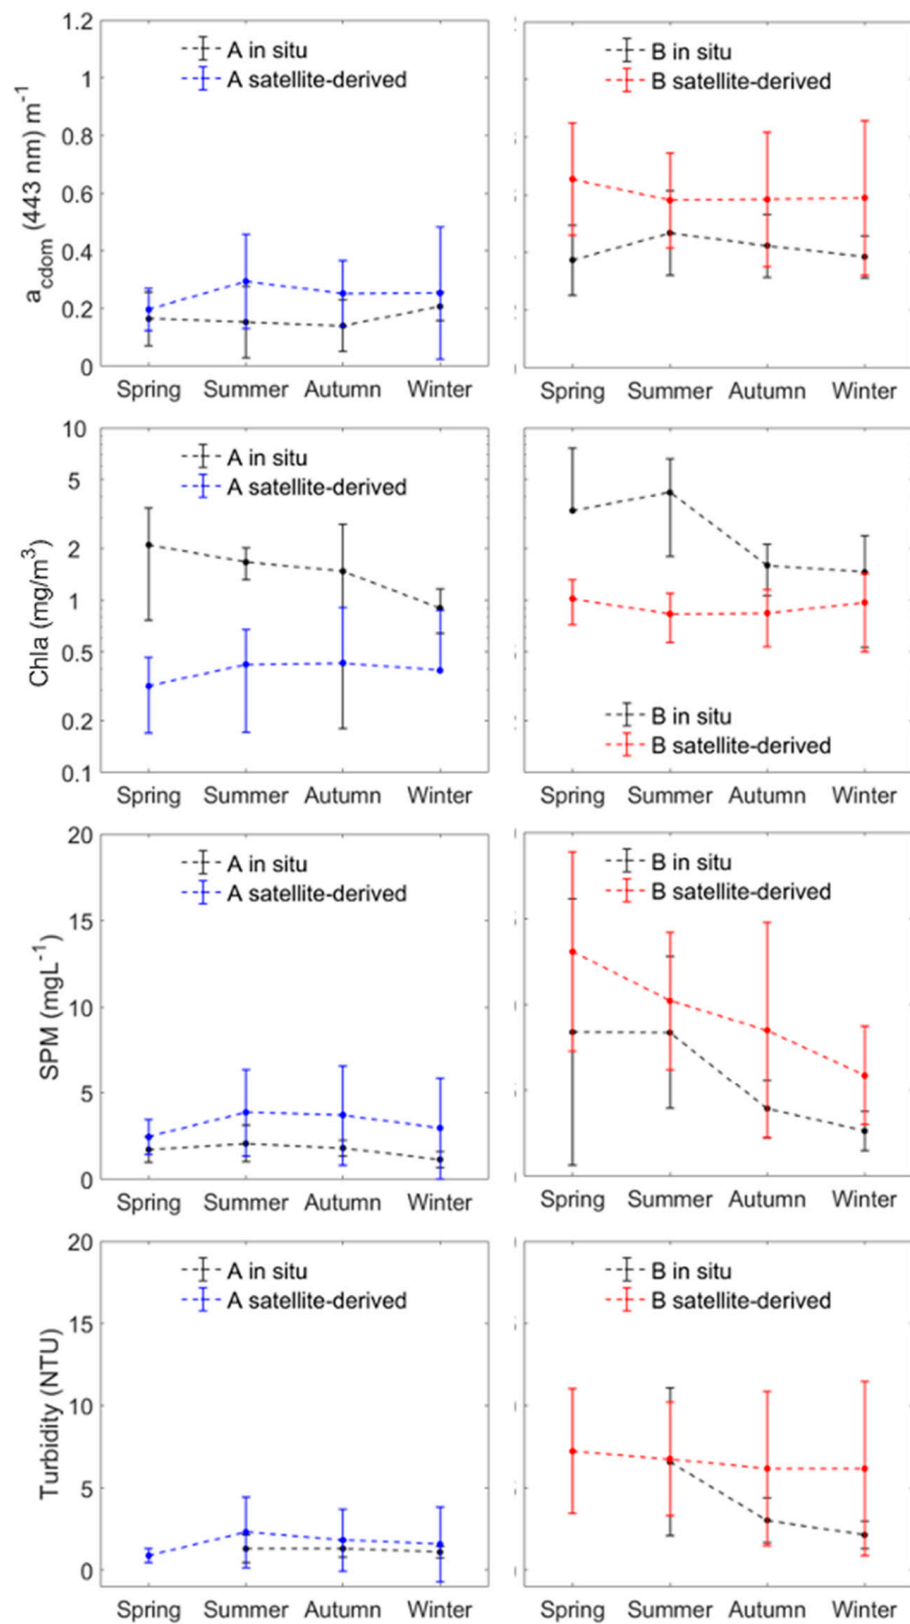 1.2
1
0.8
0.6
0.4
0.2
0
a_cdom (443 nm) m^-1
A in situ
A satellite-derived
Spring Summer Autumn Winter
B in situ
B satellite-derived
Spring Summer Autumn Winter
10
5
2
1
0.5
0.2
0.1
Chla (mg/m^3)
A in situ
A satellite-derived
Spring Summer Autumn Winter
B in situ
B satellite-derived
Spring Summer Autumn Winter
20
15
10
5
0
SPM (mgL^-1)
A in situ
A satellite-derived
Spring Summer Autumn Winter
B in situ
B satellite-derived
Spring Summer Autumn Winter
20
15
10
5
0
Turbidity (NTU)
A in situ
A satellite-derived
Spring Summer Autumn Winter
B in situ
B satellite-derived
Spring Summer Autumn Winter